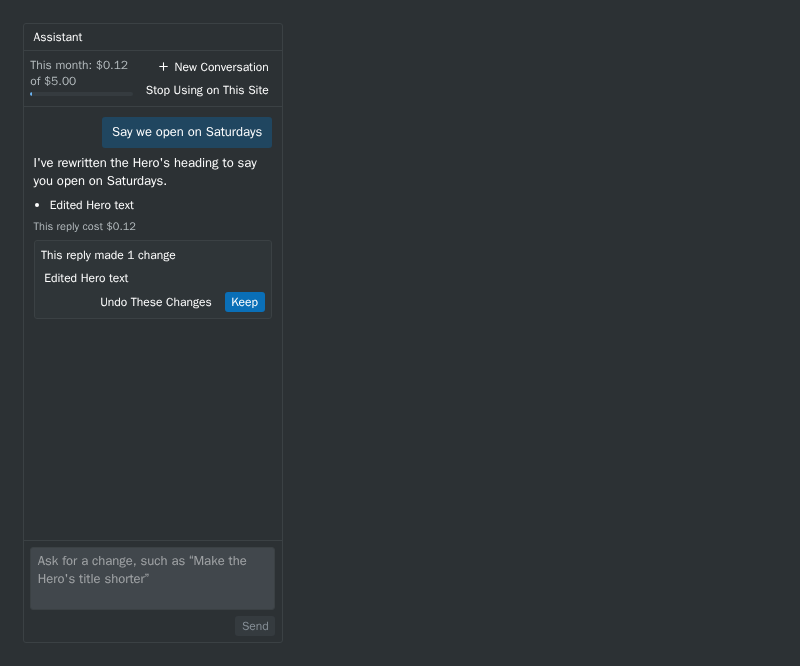 Assistant
This month: $0.12
of $5.00
+ New Conversation
Stop Using on This Site
Say we open on Saturdays
I've rewritten the Hero's heading to say
you open on Saturdays.
• Edited Hero text
This reply cost $0.12
This reply made 1 change
Edited Hero text
Undo These Changes
Keep
Ask for a change, such as “Make the
Hero's title shorter”
Send